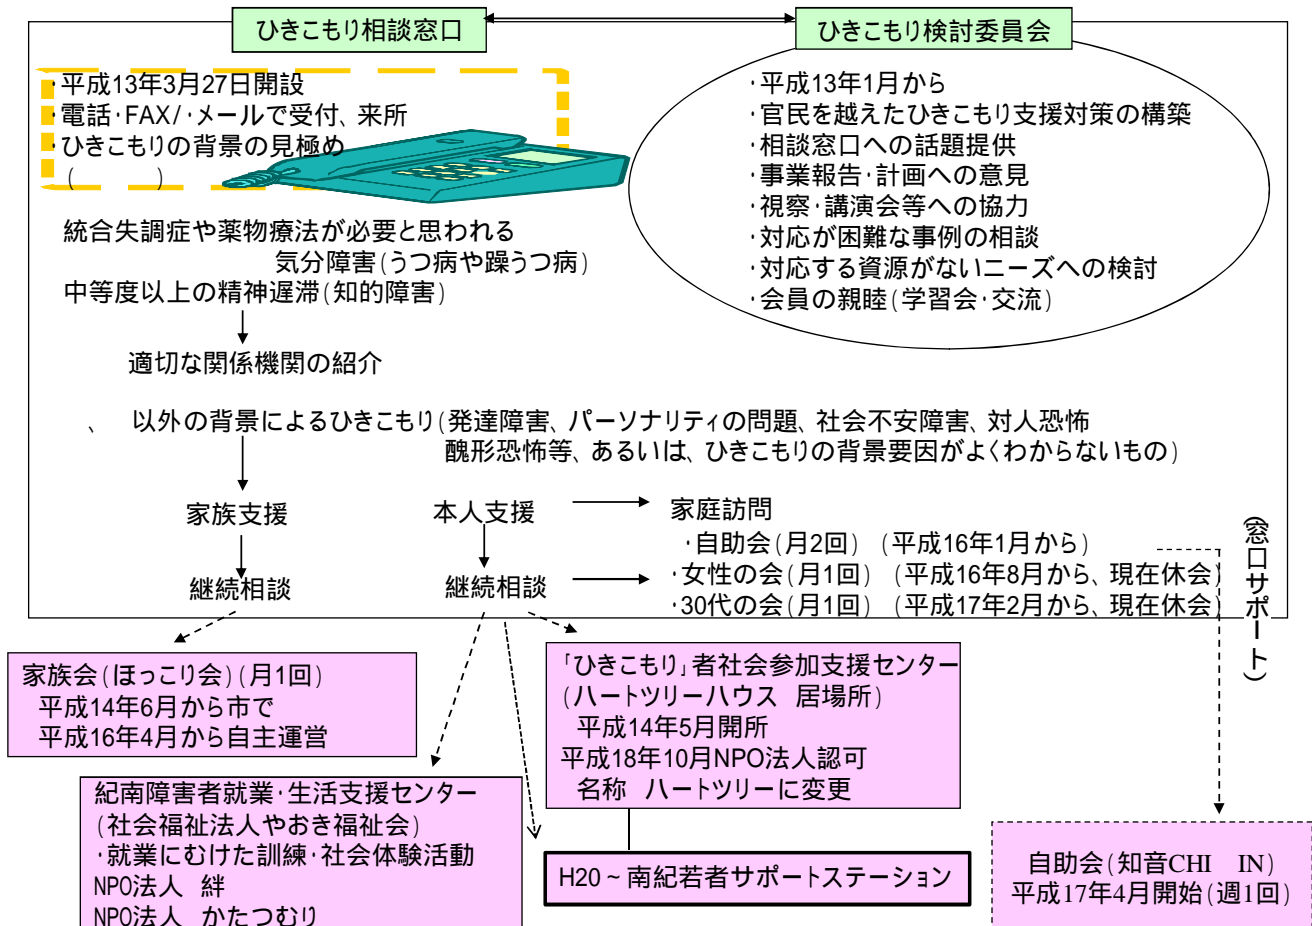 ひきこもり相談窓口
ひきこもり検討委員会
・平成13年3月27日開設
・電話・FAX/・メールで受付、来所
・ひきこもりの背景の見極め
(　　　)
統合失調症や薬物療法が必要と思われる
気分障害(うつ病や躁うつ病)
中等度以上の精神遅滞(知的障害)
適切な関係機関の紹介
・平成13年1月から
・官民を越えたひきこもり支援対策の構築
・相談窓口への話題提供
・事業報告・計画への意見
・視察・講演会等への協力
・対応が困難な事例の相談
・対応する資源がないニーズへの検討
・会員の親睦(学習会・交流)
、　以外の背景によるひきこもり(発達障害、パーソナリティの問題、社会不安障害、対人恐怖
醜形恐怖等、あるいは、ひきこもりの背景要因がよくわからないもの)
家族支援
継続相談
本人支援
継続相談
家庭訪問
・自助会(月2回)　(平成16年1月から)
・女性の会(月1回)　(平成16年8月から、現在休会)
・30代の会(月1回)　(平成17年2月から、現在休会)
(窓口サポート)
家族会(ほっこり会)(月1回)
平成14年6月から市で
平成16年4月から自主運営
「ひきこもり」者社会参加支援センター
(ハートツリーハウス　居場所)
平成14年5月開所
平成18年10月NPO法人認可
名称　ハートツリーに変更
紀南障害者就業・生活支援センター
(社会福祉法人やおき福祉会)
・就業にむけた訓練・社会体験活動
NPO法人　絆
NPO法人　かたつむり
H20～南紀若者サポートステーション
自助会(知音CHI　IN)
平成17年4月開始(週1回)